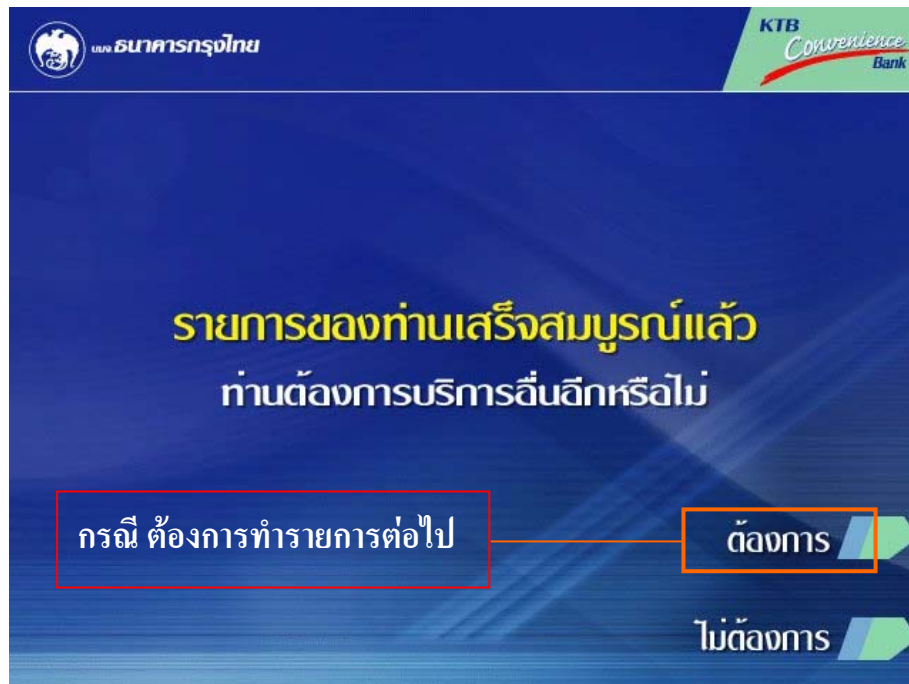 บมจ.ธนาคารกรุงไทย
KTB
Convenience
Bank
รายการของท่านเสร็จสมบูรณ์แล้ว
ท่านต้องการบริการอื่นอีกหรือไม่
กรณี ต้องการทำรายการต่อไป
ต้องการ
ไม่ต้องการ